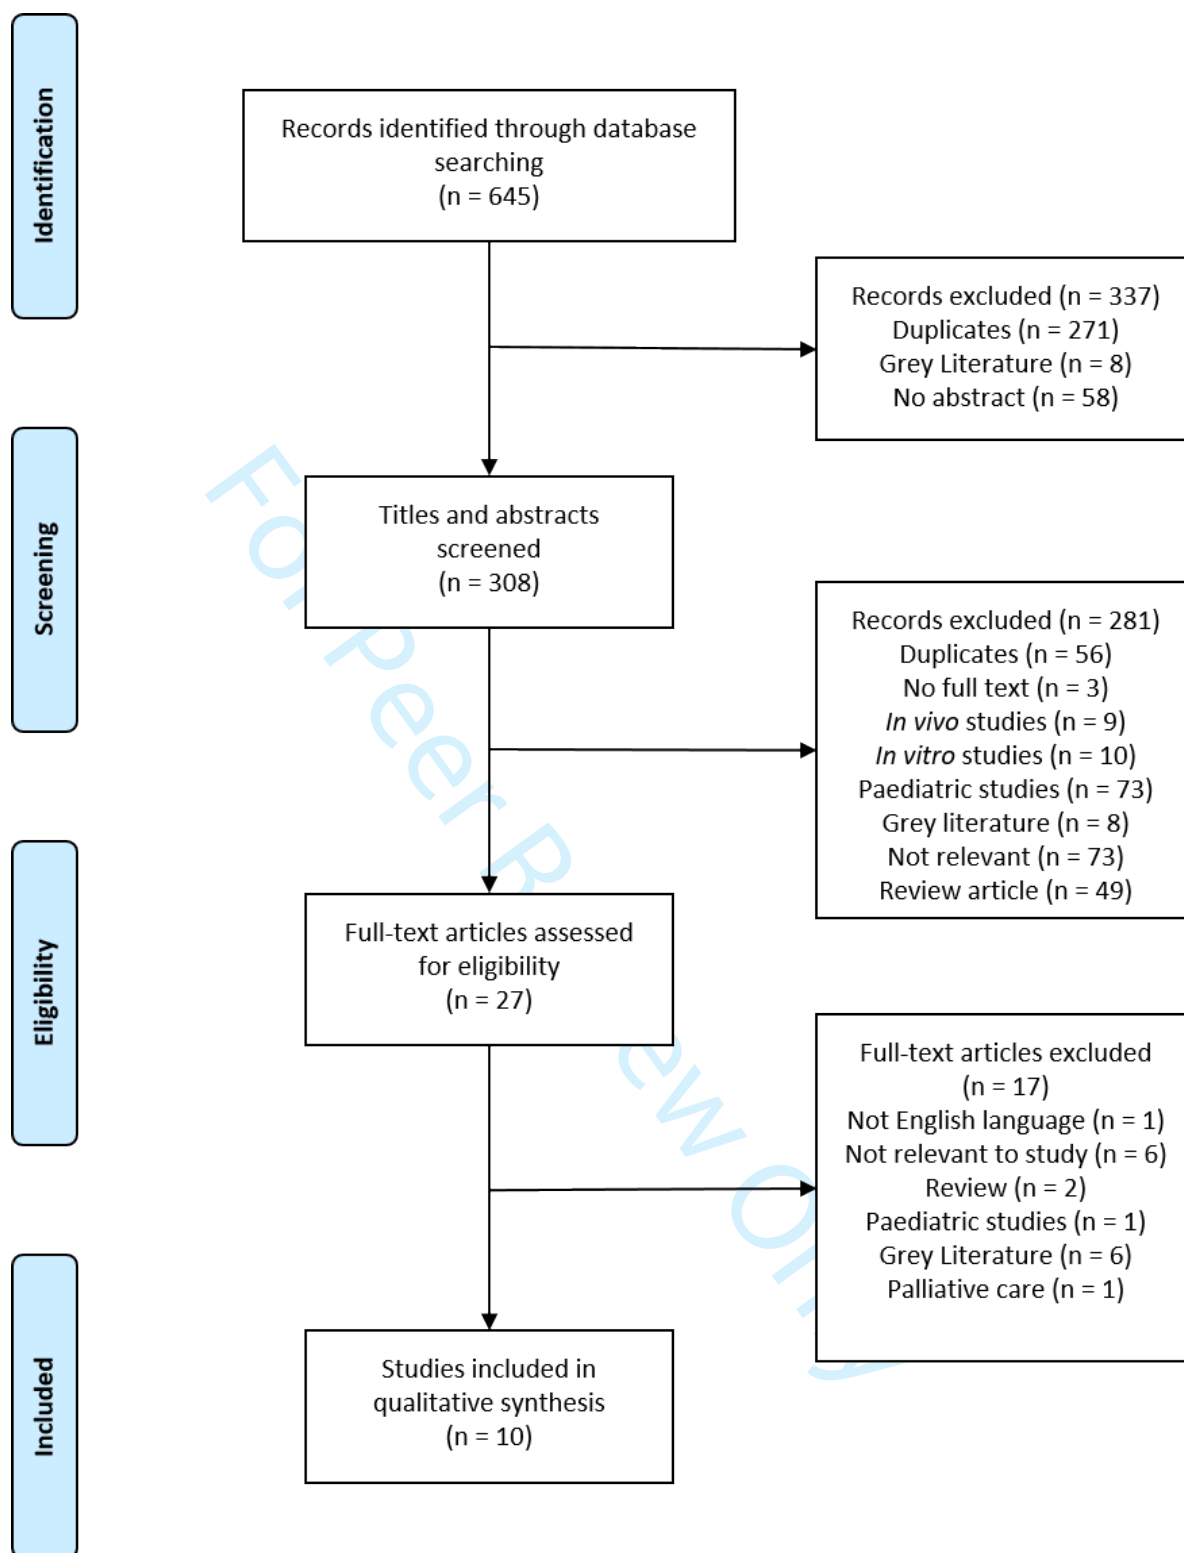 Identification
Records identified through database
searching
(n = 645)
Records excluded (n = 337)
Duplicates (n = 271)
Grey Literature (n = 8)
No abstract (n = 58)
Screening
Titles and abstracts
screened
(n = 308)
Records excluded (n = 281)
Duplicates (n = 56)
No full text (n = 3)
In vivo studies (n = 9)
In vitro studies (n = 10)
Paediatric studies (n = 73)
Grey literature (n = 8)
Not relevant (n = 73)
Review article (n = 49)
Eligibility
Full-text articles assessed
for eligibility
(n = 27)
Full-text articles excluded
(n = 17)
Not English language (n = 1)
Not relevant to study (n = 6)
Review (n = 2)
Paediatric studies (n = 1)
Grey Literature (n = 6)
Palliative care (n = 1)
Included
Studies included in
qualitative synthesis
(n = 10)
For Peer Review Only